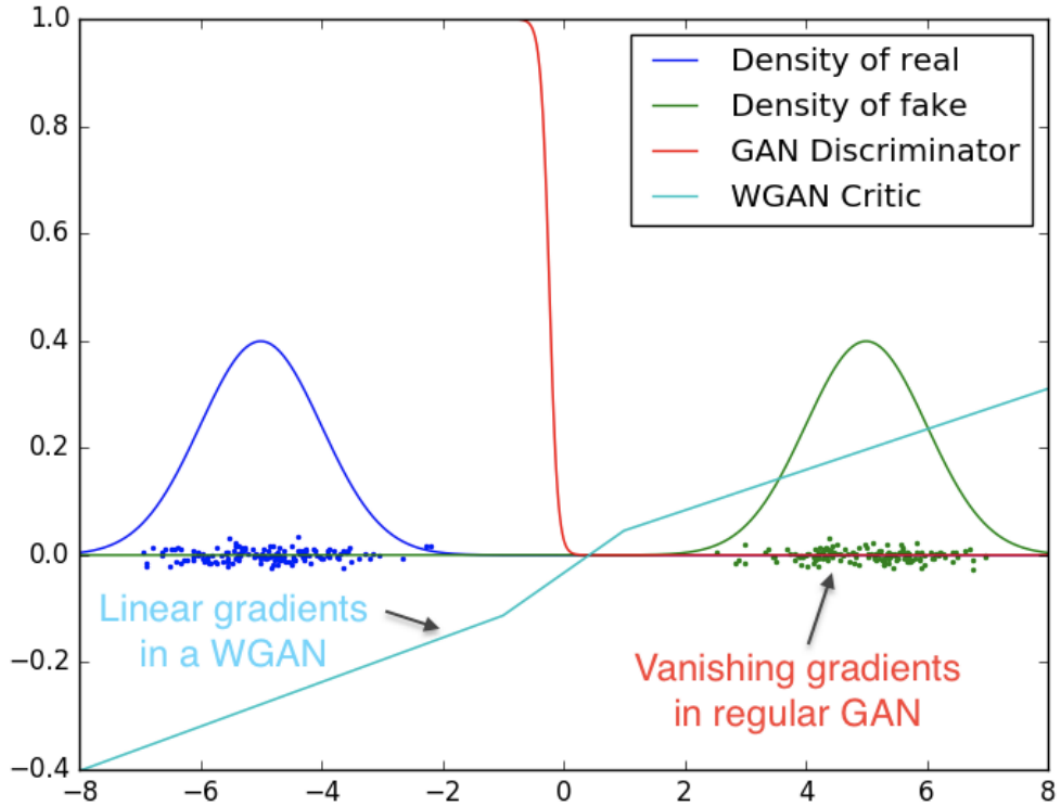 1.0
0.8
0.6
0.4
0.2
0.0
−0.2
−0.4
−8
−6
−4
−2
0
2
4
6
8
Density of real
Density of fake
GAN Discriminator
WGAN Critic
Linear gradients
in a WGAN
Vanishing gradients
in regular GAN